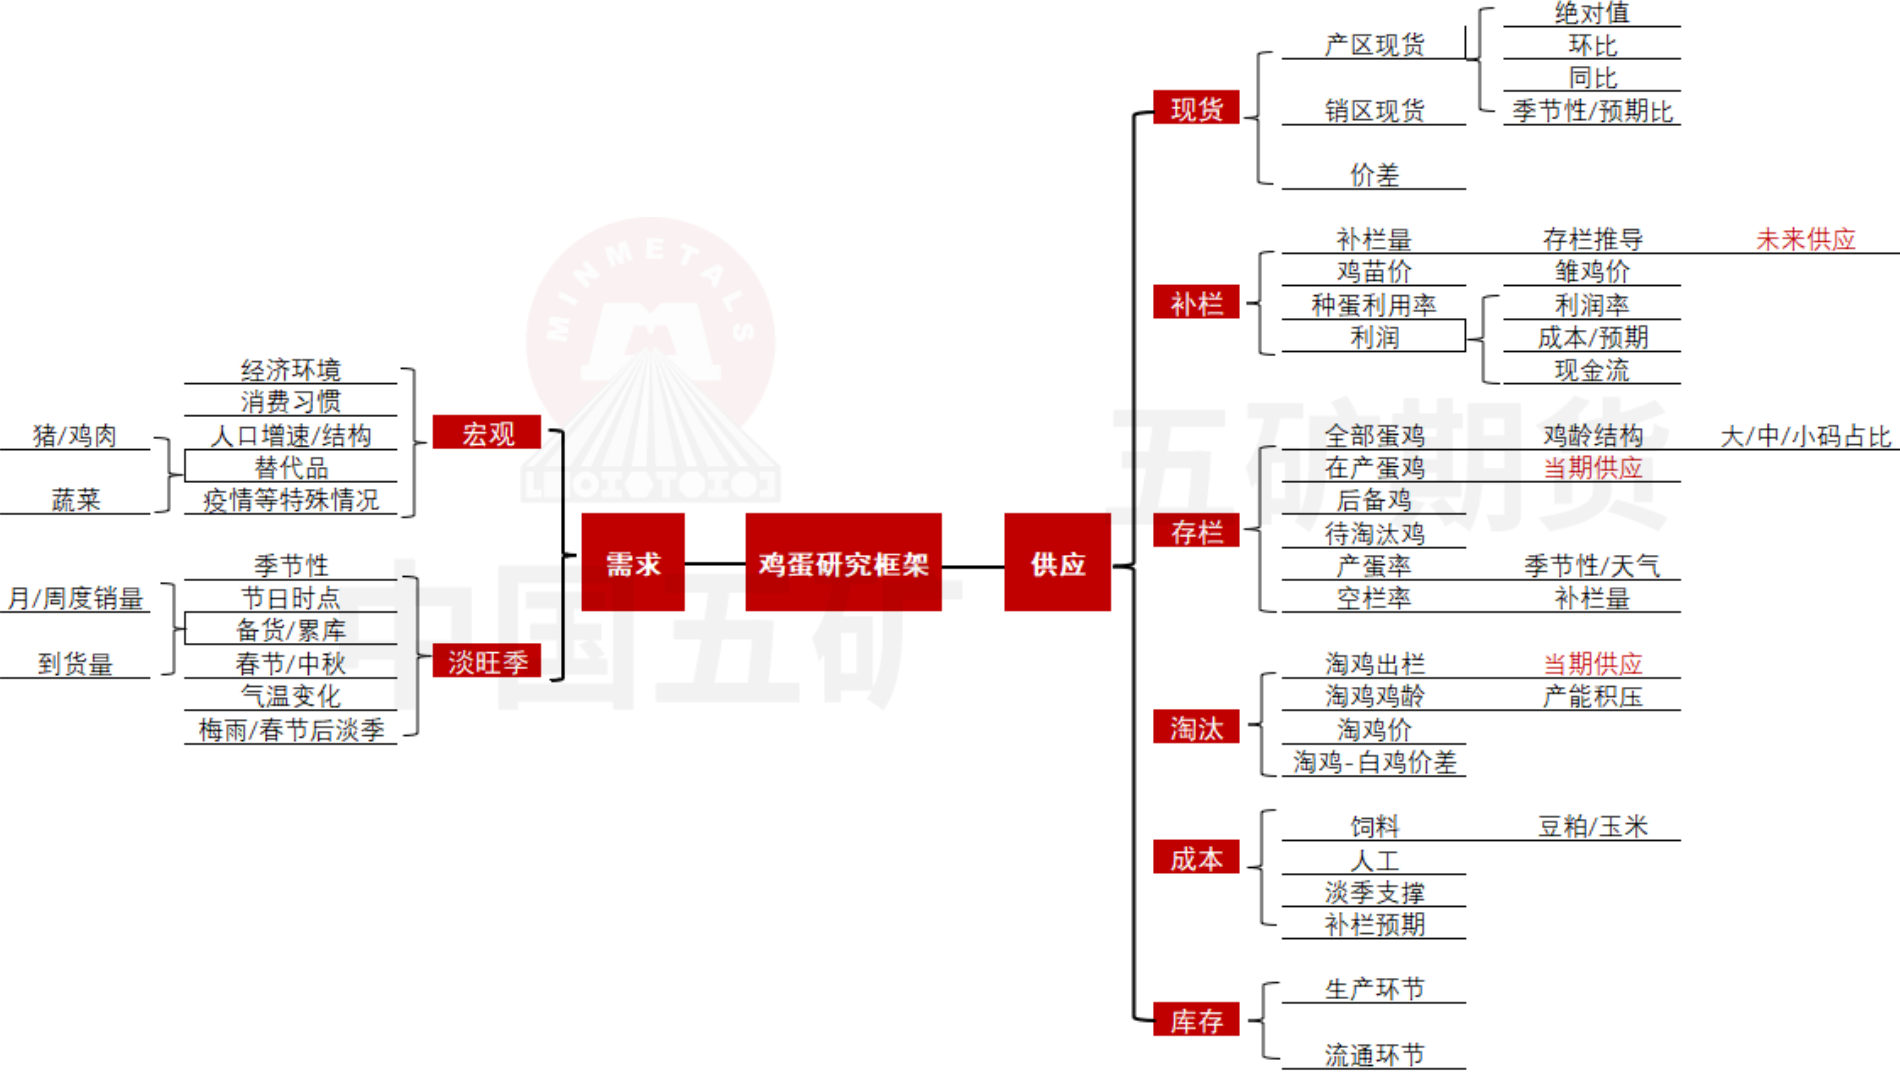 鸡蛋研究框架
需求
宏观
经济环境
消费习惯
人口增速/结构
替代品
猪/鸡肉
蔬菜
疫情等特殊情况
淡旺季
季节性
节日时点
备货/累库
月/周度销量
到货量
春节/中秋
气温变化
梅雨/春节后淡季
供应
现货
产区现货
绝对值
环比
同比
季节性/预期比
销区现货
价差
补栏
补栏量 存栏推导 未来供应
鸡苗价 雏鸡价
种蛋利用率
利润
利润率
成本/预期
现金流
存栏
全部蛋鸡 鸡龄结构 大/中/小码占比
在产蛋鸡 当期供应
后备鸡
待淘汰鸡
产蛋率 季节性/天气
空栏率 补栏量
淘汰
淘鸡出栏 当期供应
淘鸡鸡龄 产能积压
淘鸡价
淘鸡-白鸡价差
成本
饲料 豆粕/玉米
人工
淡季支撑
补栏预期
库存
生产环节
流通环节
MINMETALS
五矿期货
中国五矿